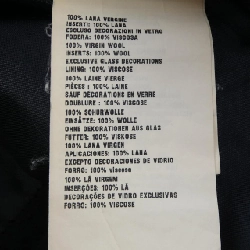 100% LANA VERGINE
INSERTI: 100% LANA
ESCLUSO DECORAZIONI IN VETRO
FODERA: 100% VISCOSA
100% VIRGIN WOOL
INSERTS: 100% WOOL
EXCLUSIVE GLASS DECORATIONS
LINING: 100% VISCOSE
100% LAINE VIERGE
PIÈCES: 100% LAINE
SAUF DÉCORATIONS EN VERRE
DOUBLURE: 100% VISCOSE
100% SCHURWOLLE
EINSÄTZE: 100% WOLLE
OHNE DEKORATIONEN AUS GLAS
FUTTER: 100% VISKOSE
100% LANA VIRGEN
APLICACIONES: 100% LANA
EXCEPTO DECORACIONES DE VIDRIO
FORRO: 100% VISCOSA
100% LÃ VIRGEM
INSERÇÕES: 100% LÃ
DECORAÇÕES DE VIDRO EXCLUSIVAS
FORRO: 100% VISCOSE